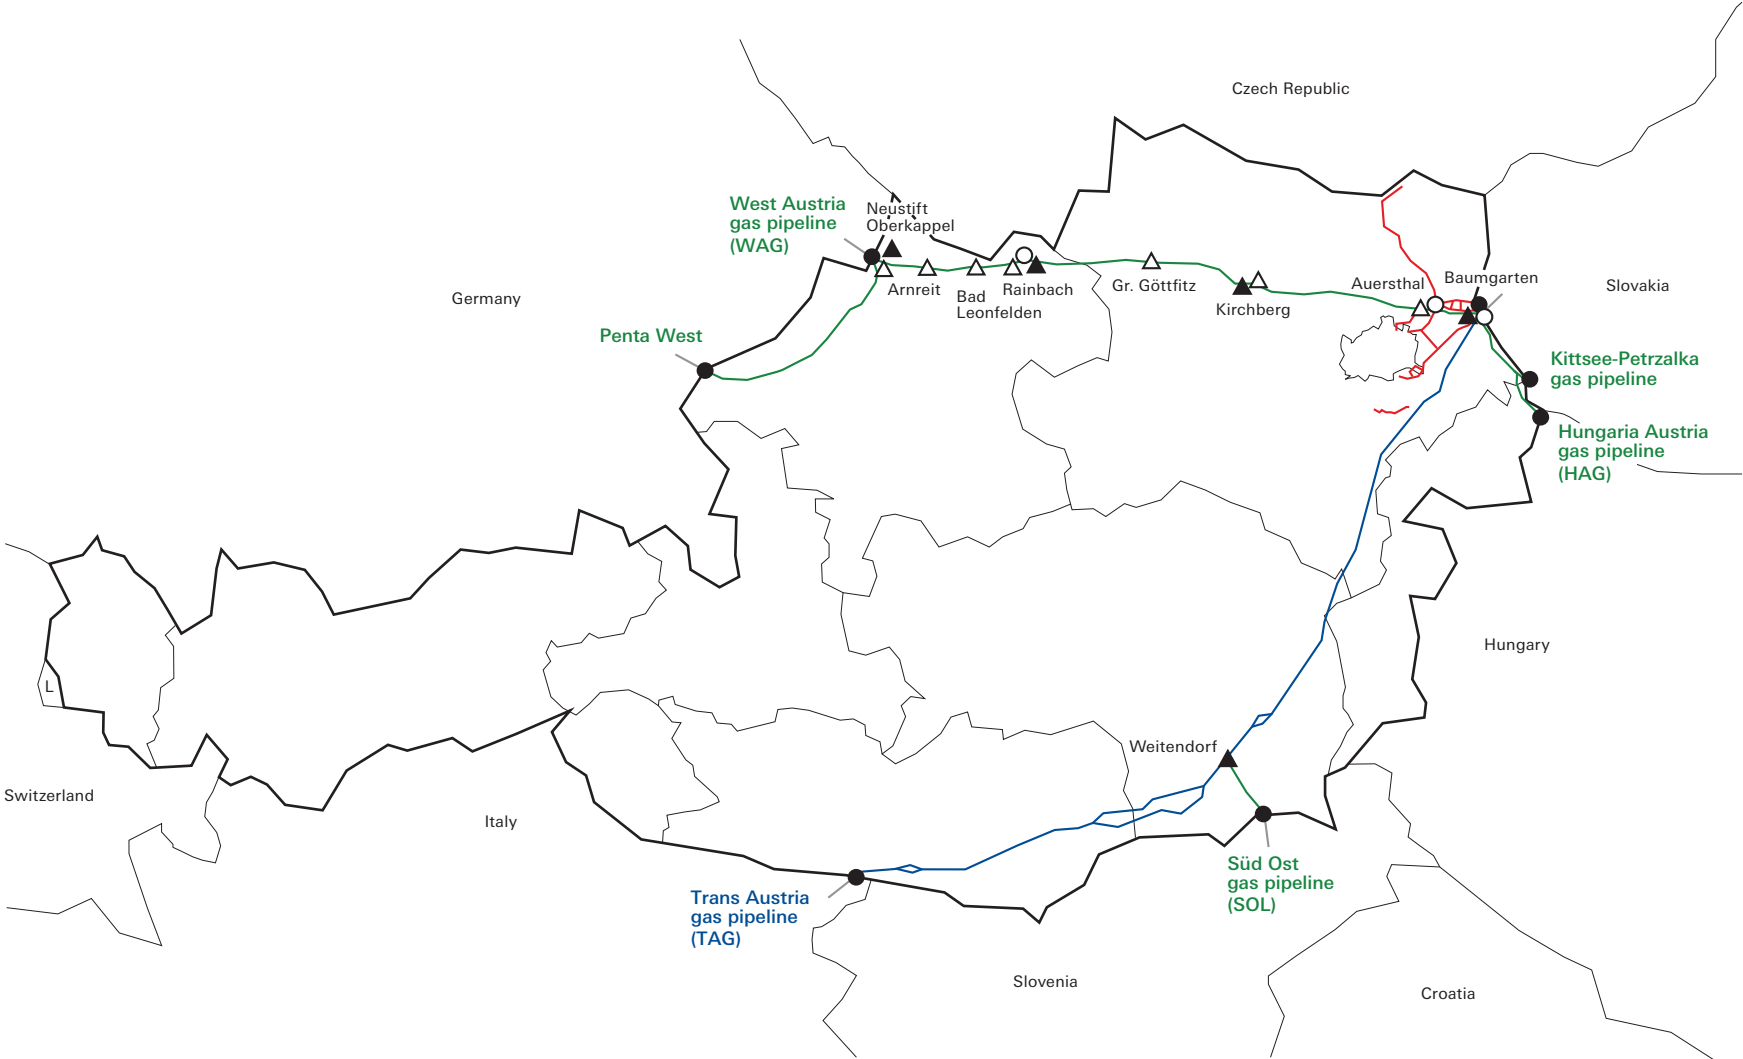 Czech Republic
West Austria
gas pipeline
(WAG)
Neustift
Oberkappel
Germany
Arnreit
Bad
Leonfelden
Rainbach
Gr. Göttfitz
Kirchberg
Auersthal
Baumgarten
Slovakia
Penta West
Kittsee-Petrzalka
gas pipeline
Hungaria Austria
gas pipeline
(HAG)
Hungary
L
Switzerland
Italy
Weitendorf
Trans Austria
gas pipeline
(TAG)
Süd Ost
gas pipeline
(SOL)
Slovenia
Croatia